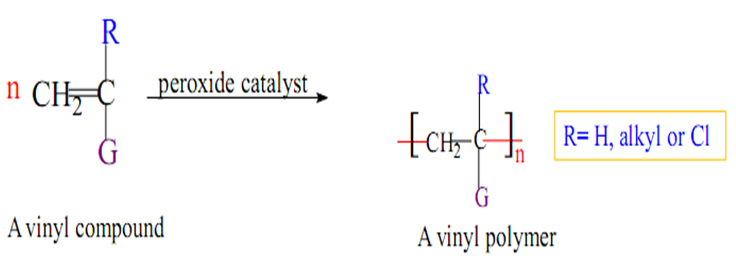 R
n CH₂=C
G
peroxide catalyst
A vinyl compound
R
[CH₂-C]n
G
R= H, alkyl or Cl
A vinyl polymer